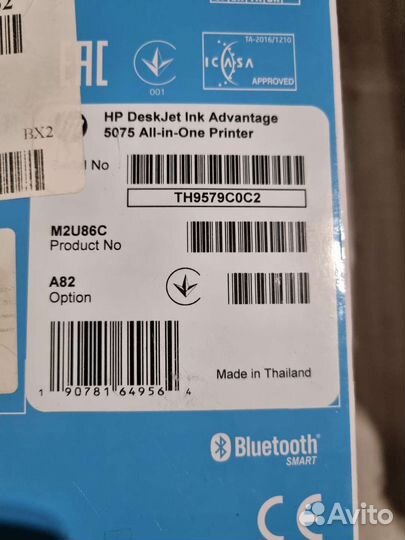 TA-2016/1210
ICASA
APPROVED
EAC
001
HP DeskJet Ink Advantage
5075 All-in-One Printer
BX2
No
TH9579C0C2
M2U86C
Product No
A82
Option
Made in Thailand
1 90781 64956 4
Bluetooth®
SMART
CE
Avito